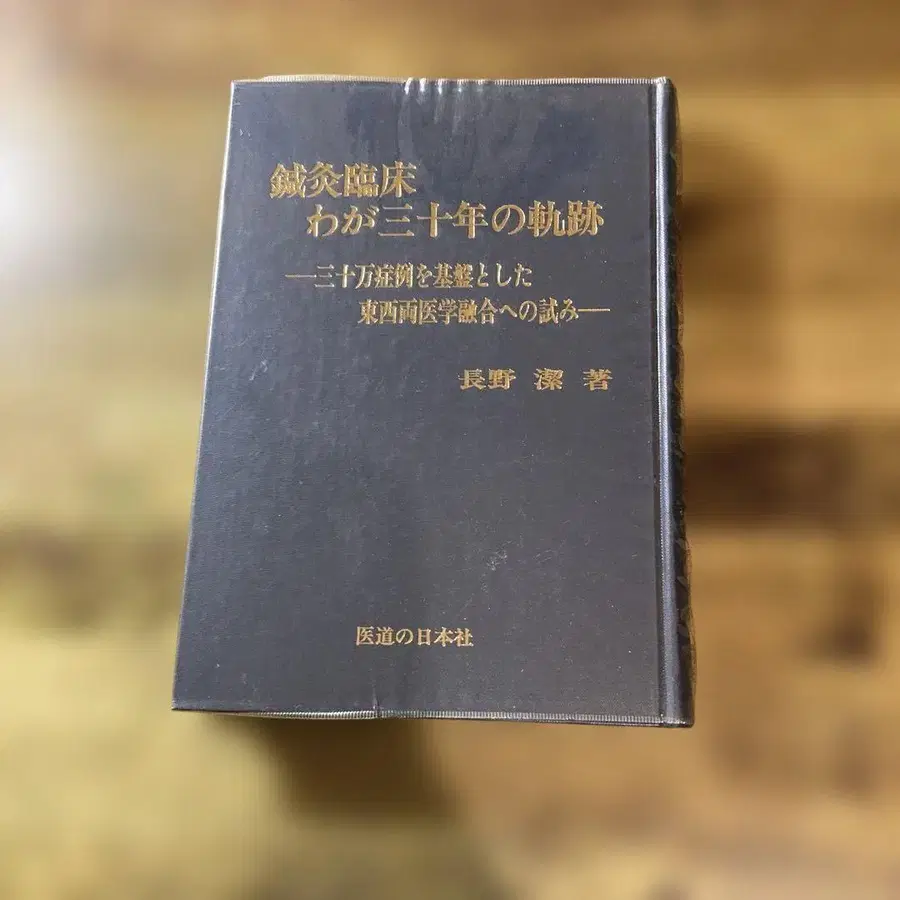 鍼灸臨床
わが三十年の軌跡
―三十万症例を基盤とした
東西両医学融合への試み―
長野 潔 著
医道の日本社